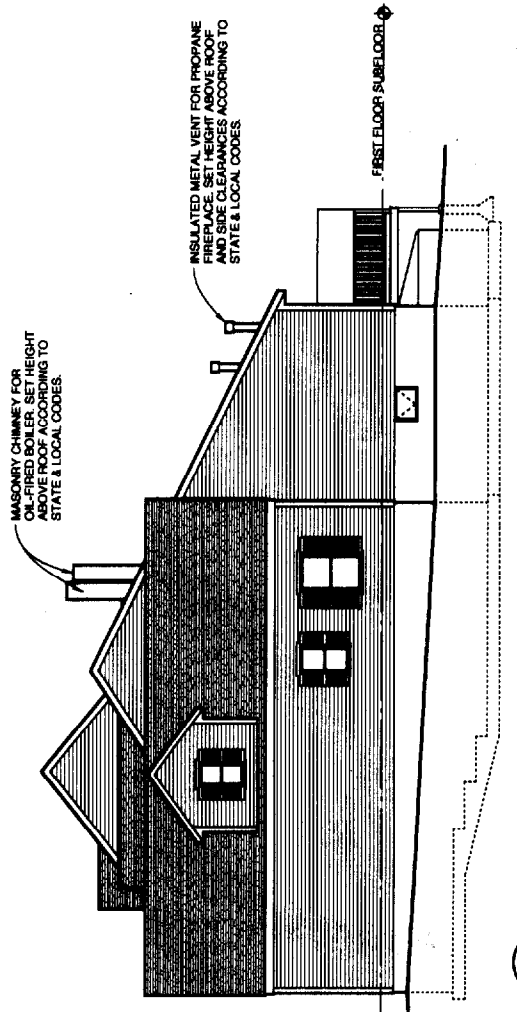 MASONRY CHIMNEY FOR
OIL-FIRED BOILER. SET HEIGHT
ABOVE ROOF ACCORDING TO
STATE & LOCAL CODES.
INSULATED METAL VENT FOR PROPANE
FIREPLACE. SET HEIGHT ABOVE ROOF
AND SIDE CLEARANCES ACCORDING TO
STATE & LOCAL CODES.
FIRST FLOOR SUBFLOOR